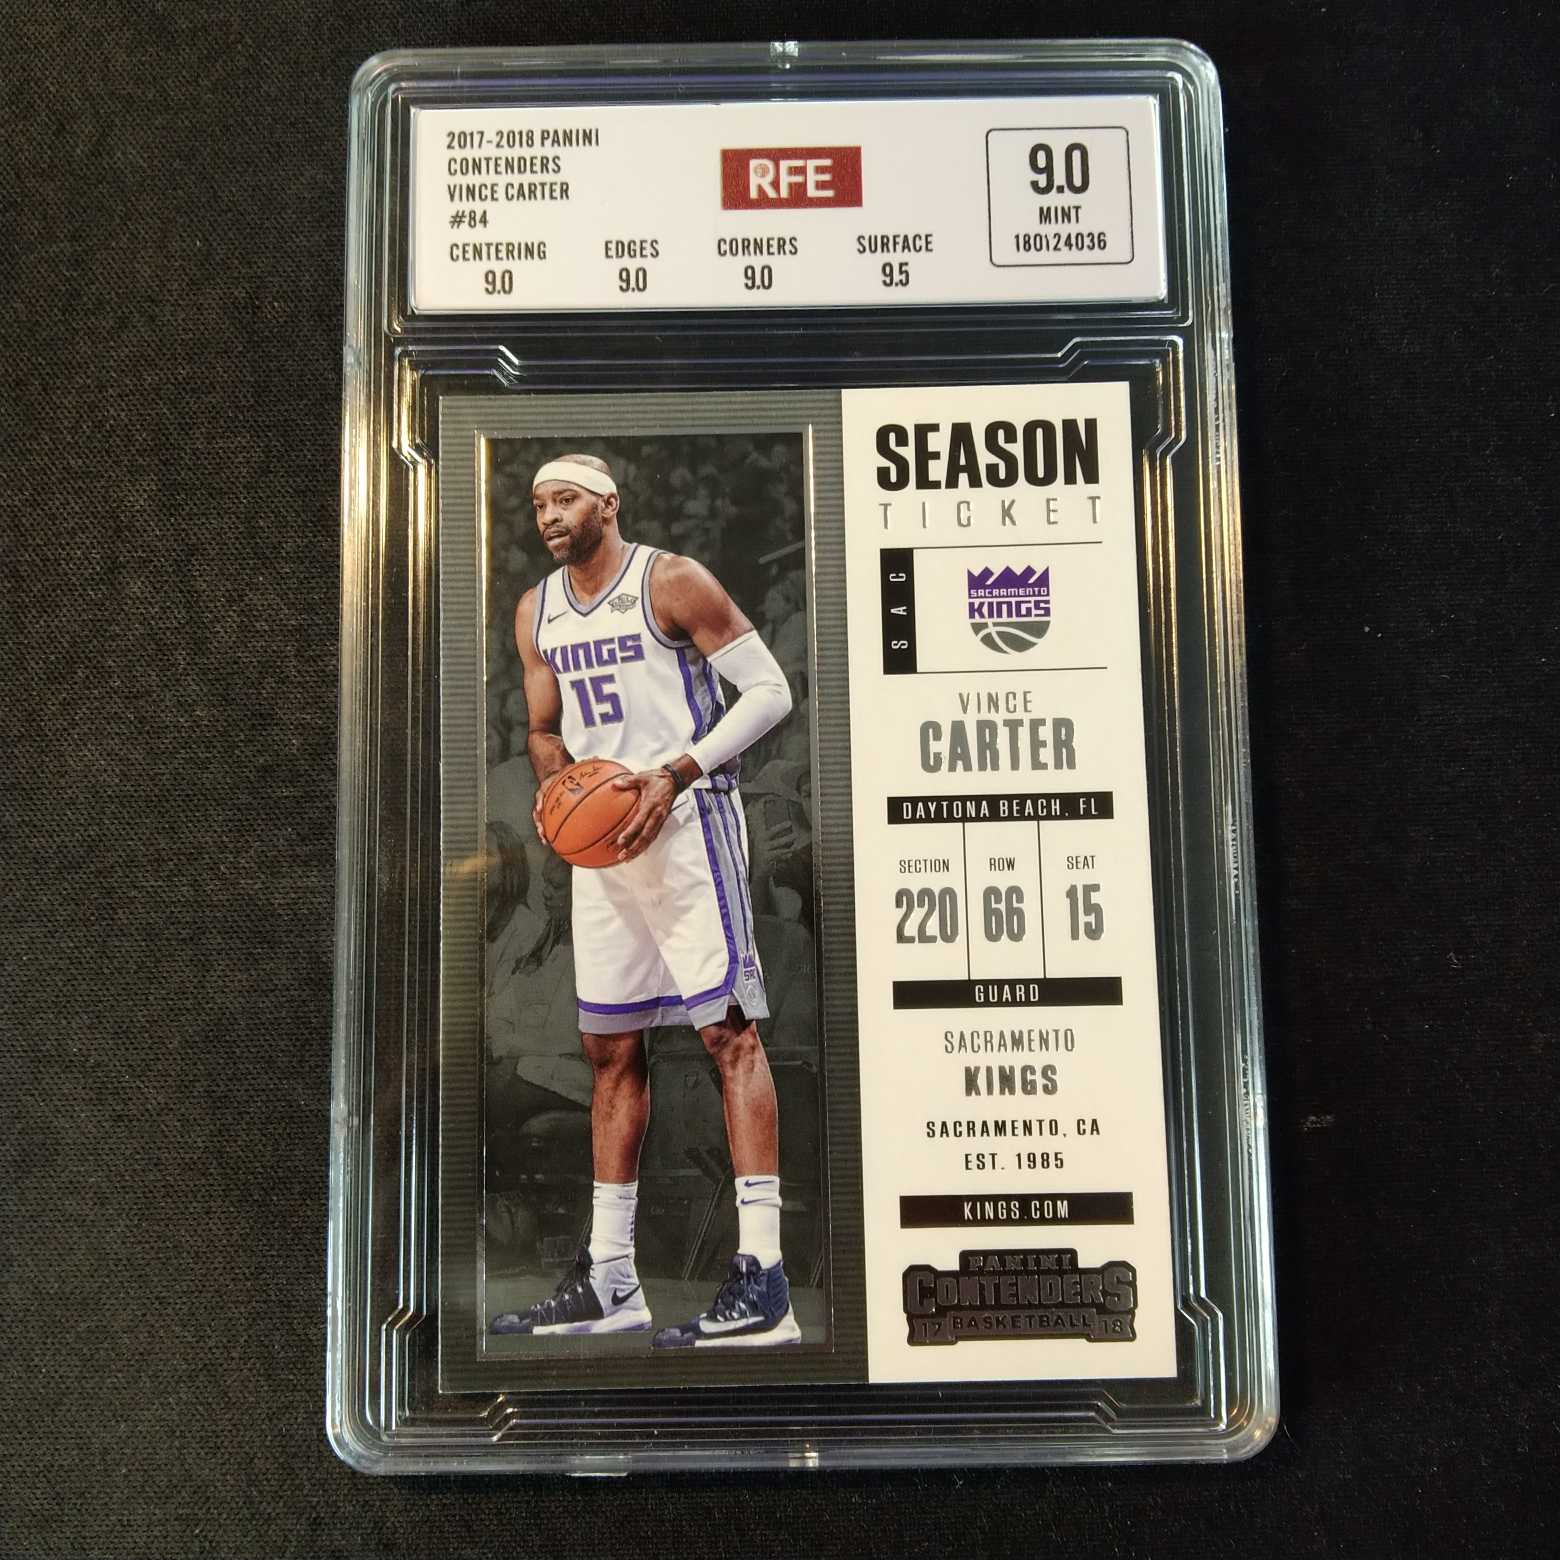 2017-2018 PANINI
CONTENDERS
VINCE CARTER
#84
RFE
9.0
MINT
180124036
CENTERING EDGES CORNERS SURFACE
9.0 9.0 9.0 9.5
SEASON
TICKET
SAC
SACRAMENTO
KINGS
VINCE
CARTER
DAYTONA BEACH, FL
SECTION ROW SEAT
220 66 15
GUARD
SACRAMENTO
KINGS
SACRAMENTO, CA
EST. 1985
KINGS.COM
PANINI
CONTENDERS
17 BASKETBALL 18
KINGS
15